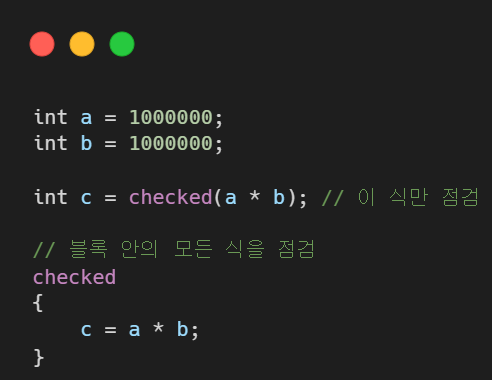 int a = 1000000;
int b = 1000000;
int c = checked(a * b); // 이 식만 점검
// 블록 안의 모든 식을 점검
checked
{
    c = a * b;
}